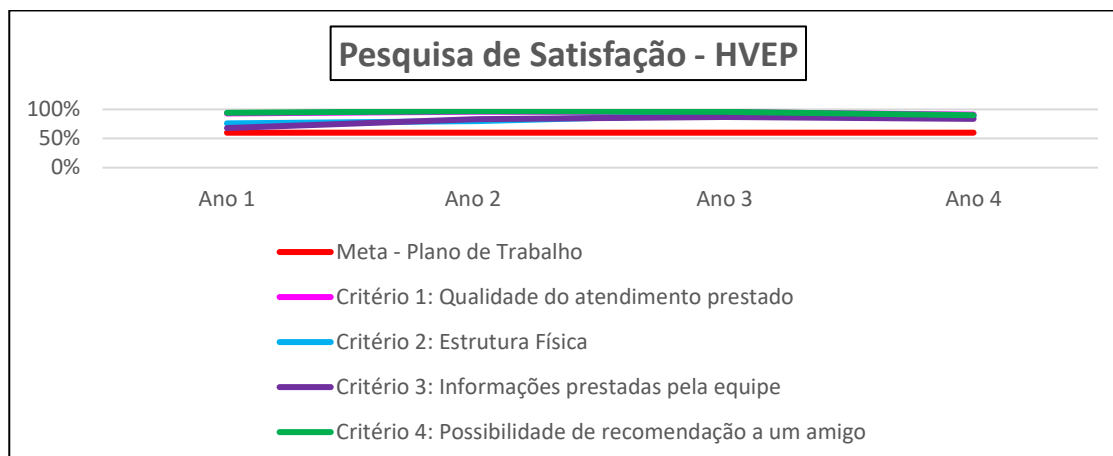 Pesquisa de Satisfação - HVEP
100%
50%
0%
Ano 1 Ano 2 Ano 3 Ano 4
Meta - Plano de Trabalho
Critério 1: Qualidade do atendimento prestado
Critério 2: Estrutura Física
Critério 3: Informações prestadas pela equipe
Critério 4: Possibilidade de recomendação a um amigo